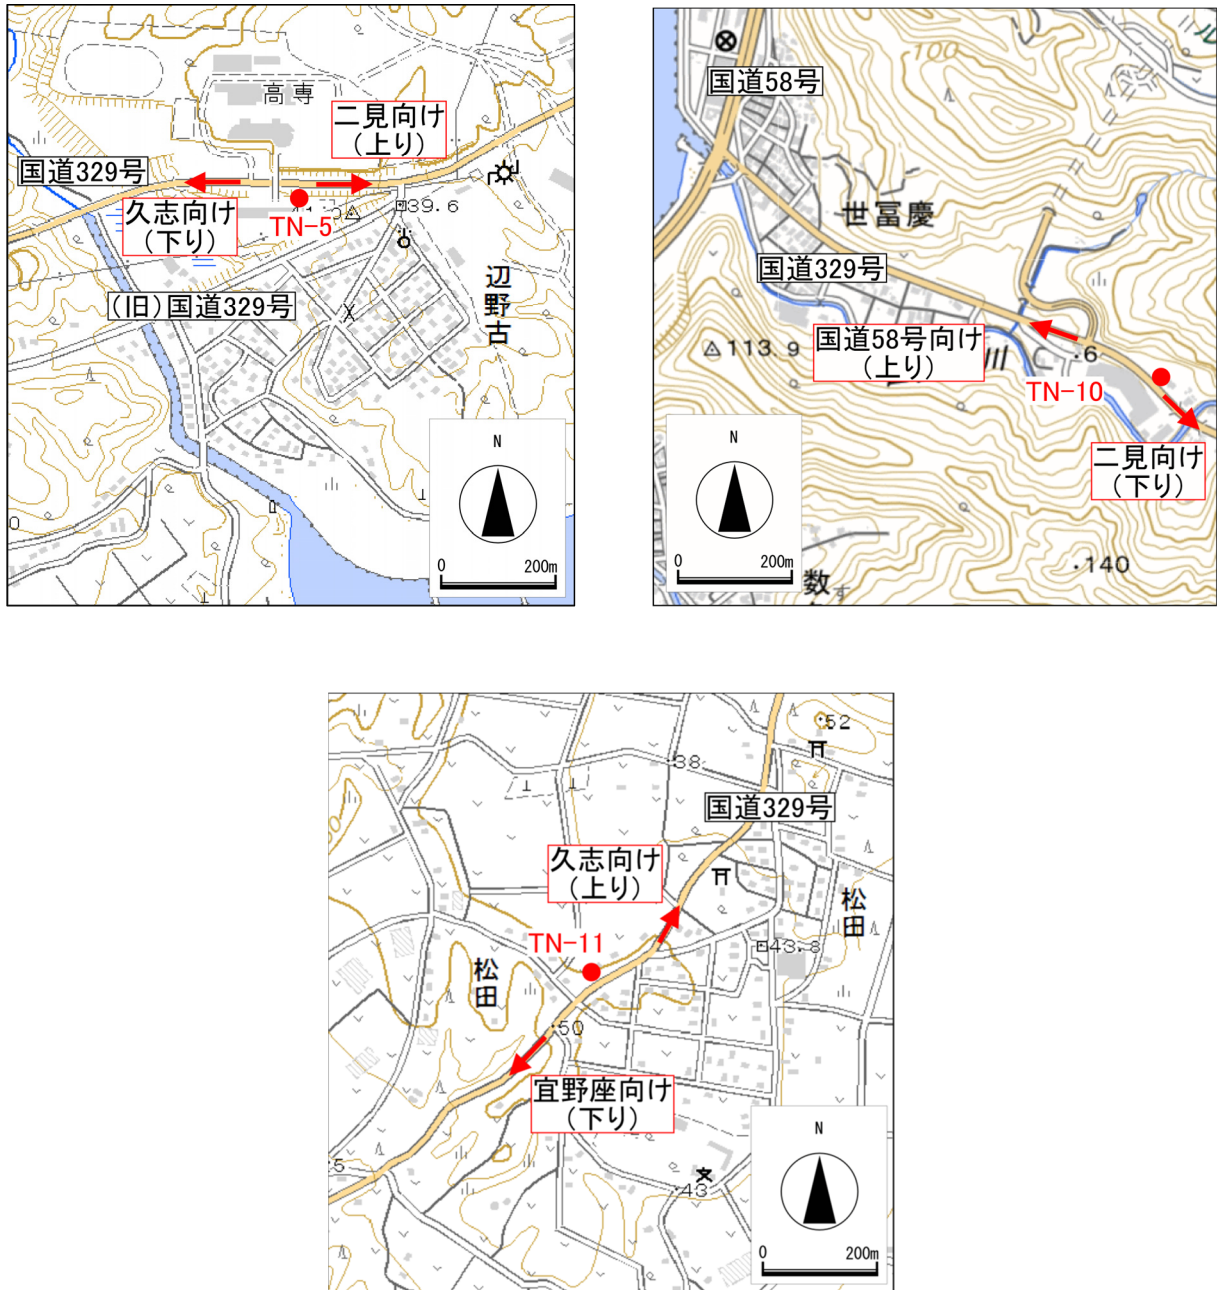 高専
二見向け
(上り)
国道329号
久志向け
(下り)
TN-5
39.6
(旧)国道329号
辺野古
N
0
200m
100
国道58号
世冨慶
国道329号
国道58号向け
(上り)
113.9
川
6
TN-10
二見向け
(下り)
N
0
200m
140
数
す
52
38
国道329号
久志向け
(上り)
松田
TN-11
43.8
松田
50
宜野座向け
(下り)
N
43
0
200m